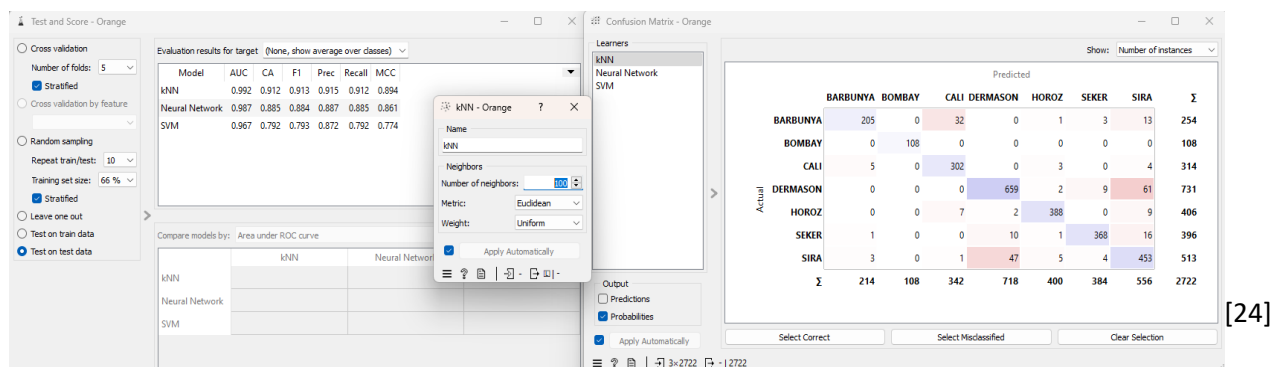 Test and Score - Orange
Cross validation
Number of folds: 5
Stratified
Cross validation by feature
Random sampling
Repeat train/test: 10
Training set size: 66 %
Stratified
Leave one out
Test on train data
Test on test data
Evaluation results for target (None, show average over classes)
Model AUC CA F1 Prec Recall MCC
kNN 0.992 0.912 0.913 0.915 0.912 0.894
Neural Network 0.987 0.885 0.884 0.887 0.885 0.861
SVM 0.967 0.792 0.793 0.872 0.792 0.774
Compare models by: Area under ROC curve
kNN Neural Networ
kNN
Neural Network
SVM
kNN - Orange ?
Name
kNN
Neighbors
Number of neighbors: 100
Metric: Euclidean
Weight: Uniform
Apply Automatically
Confusion Matrix - Orange
Learners
kNN
Neural Network
SVM
Output
Predictions
Probabilities
Apply Automatically
Show: Number of instances
Predicted
BARBUNYA BOMBAY CALI DERMASON HOROZ SEKER SIRA Σ
Actual
BARBUNYA 205 0 32 0 1 3 13 254
BOMBAY 0 108 0 0 0 0 0 108
CALI 5 0 302 0 3 0 4 314
DERMASON 0 0 0 659 2 9 61 731
HOROZ 0 0 7 2 388 0 9 406
SEKER 1 0 0 10 1 368 16 396
SIRA 3 0 1 47 5 4 453 513
Σ 214 108 342 718 400 384 556 2722
Select Correct Select Misclassified Clear Selection
3×2722 - | 2722
[24]